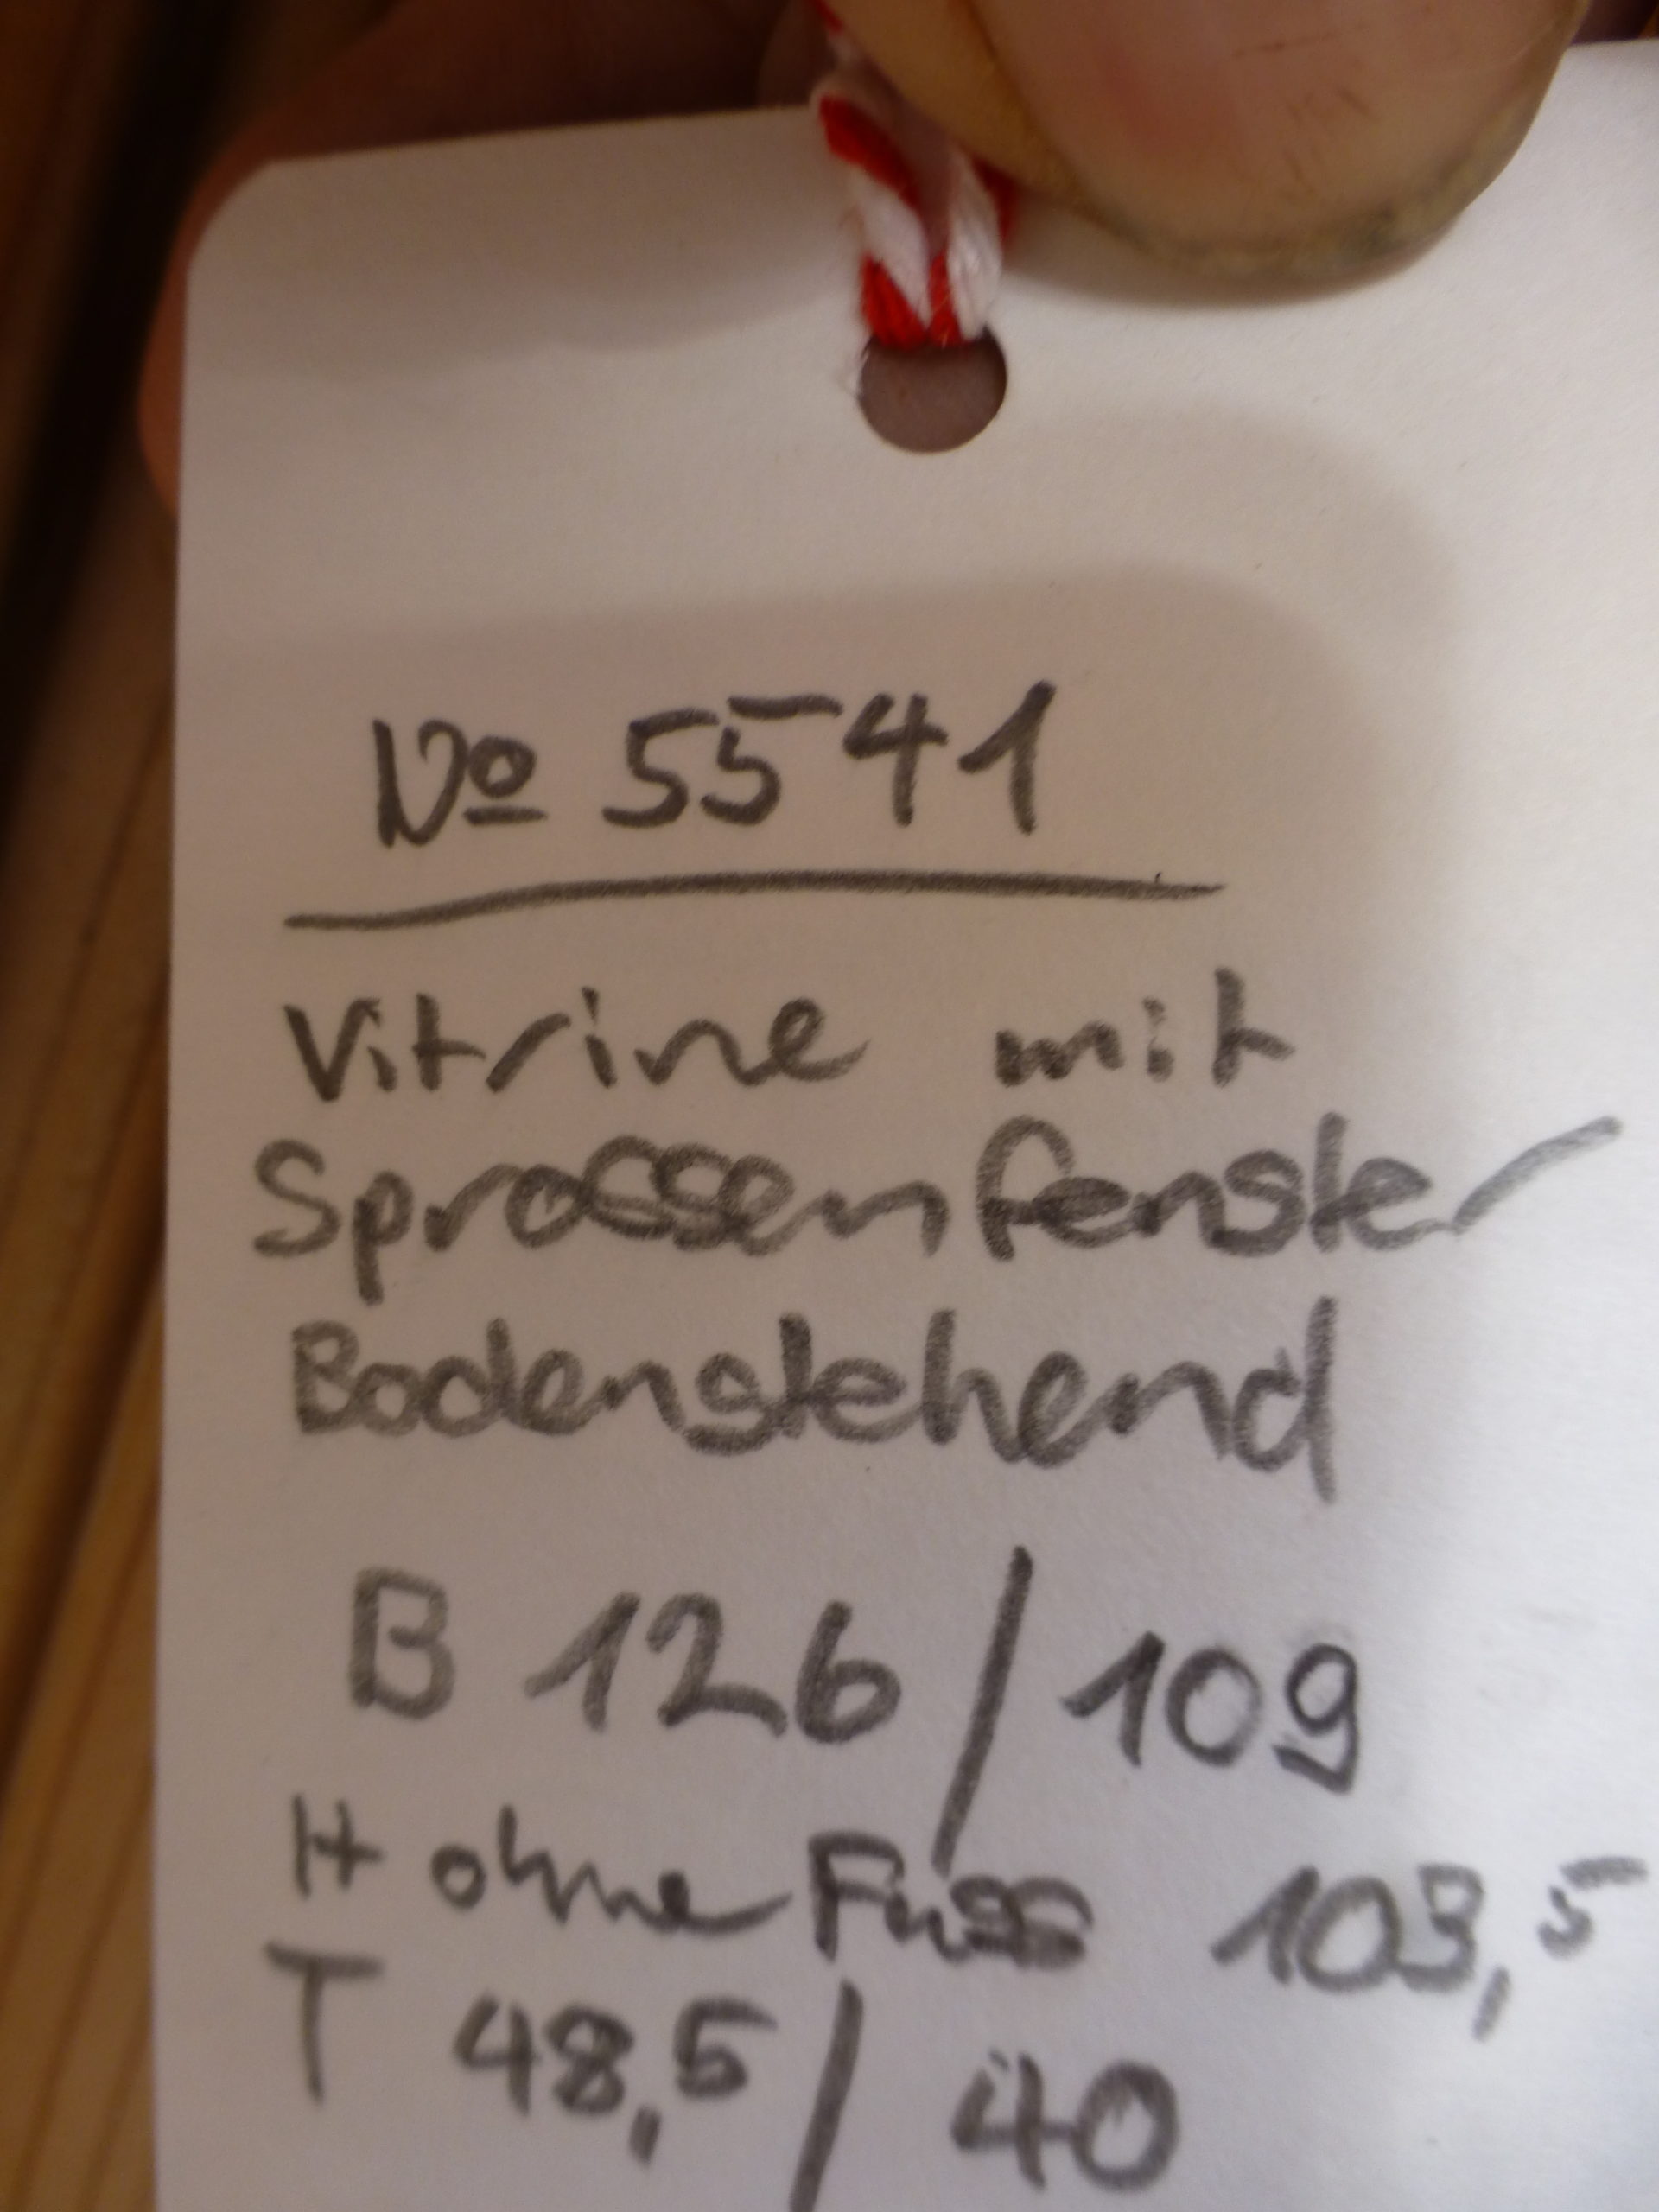 No 5541
Vitrine mit
Sprossenfenster
Bodenstehend
B 126/109
H ohne Fuss 103,5
T 48,5/40